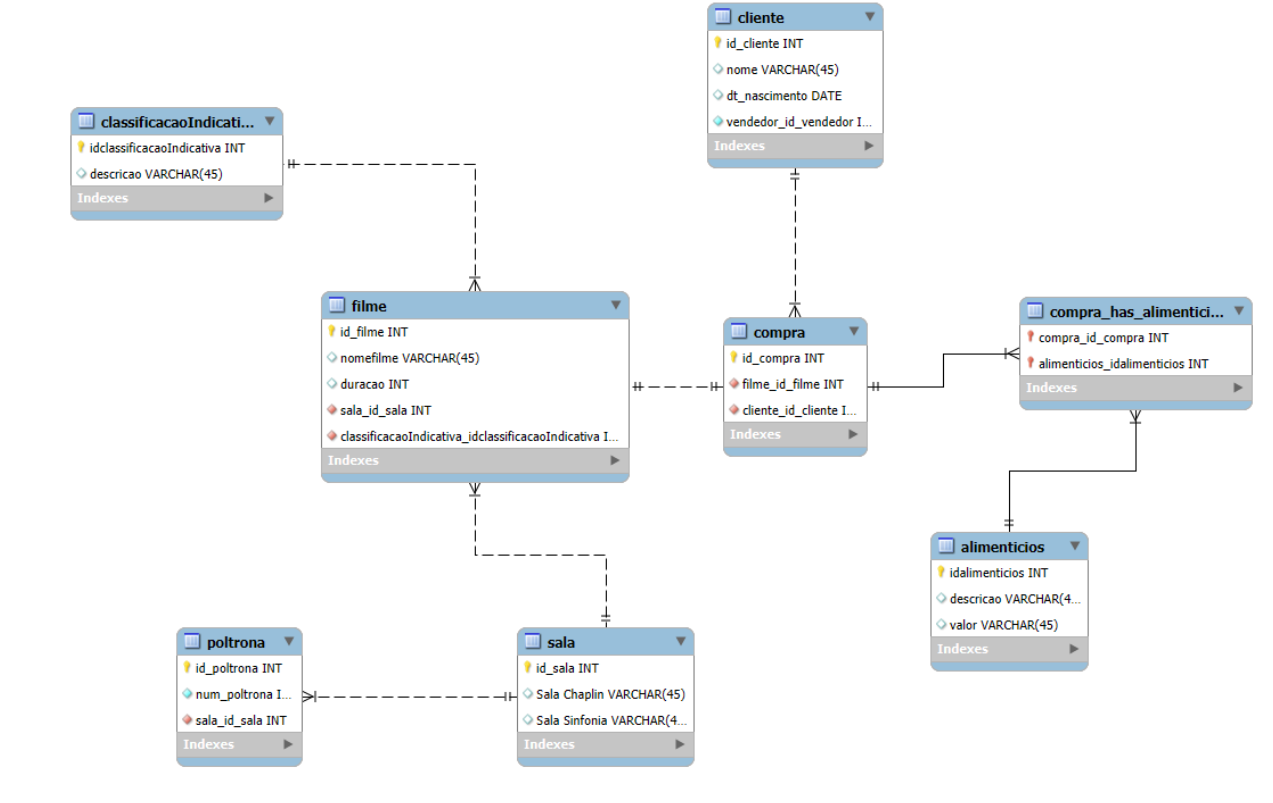 cliente
id_cliente INT
nome VARCHAR(45)
dt_nascimento DATE
vendedor_id_vendedor I...
Indexes
classificacaoIndicati...
idclassificacaoIndicativa INT
descricao VARCHAR(45)
Indexes
filme
id_filme INT
nomefilme VARCHAR(45)
duracao INT
sala_id_sala INT
classificacaoIndicativa_idclassificacaoIndicativa I...
Indexes
compra
id_compra INT
filme_id_filme INT
cliente_id_cliente I...
Indexes
compra_has_alimentici...
compra_id_compra INT
alimenticios_idalimenticios INT
Indexes
alimenticios
idalimenticios INT
descricao VARCHAR(4...
valor VARCHAR(45)
Indexes
poltrona
id_poltrona INT
num_poltrona I...
sala_id_sala INT
Indexes
sala
id_sala INT
Sala Chaplin VARCHAR(45)
Sala Sinfonia VARCHAR(4...
Indexes